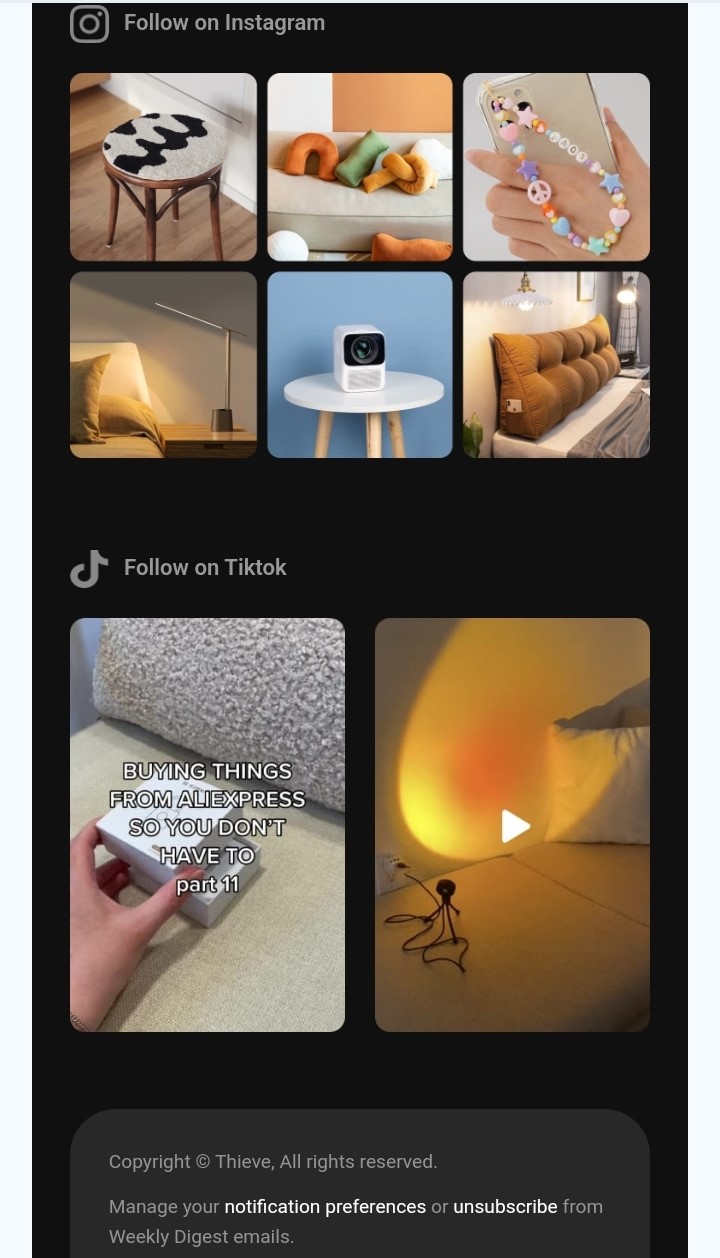 Follow on Instagram
Follow on Tiktok
BUYING THINGS
FROM ALIEXPRESS
SO YOU DON'T
HAVE TO
part 11
Copyright © Thieve, All rights reserved.
Manage your notification preferences or unsubscribe from
Weekly Digest emails.